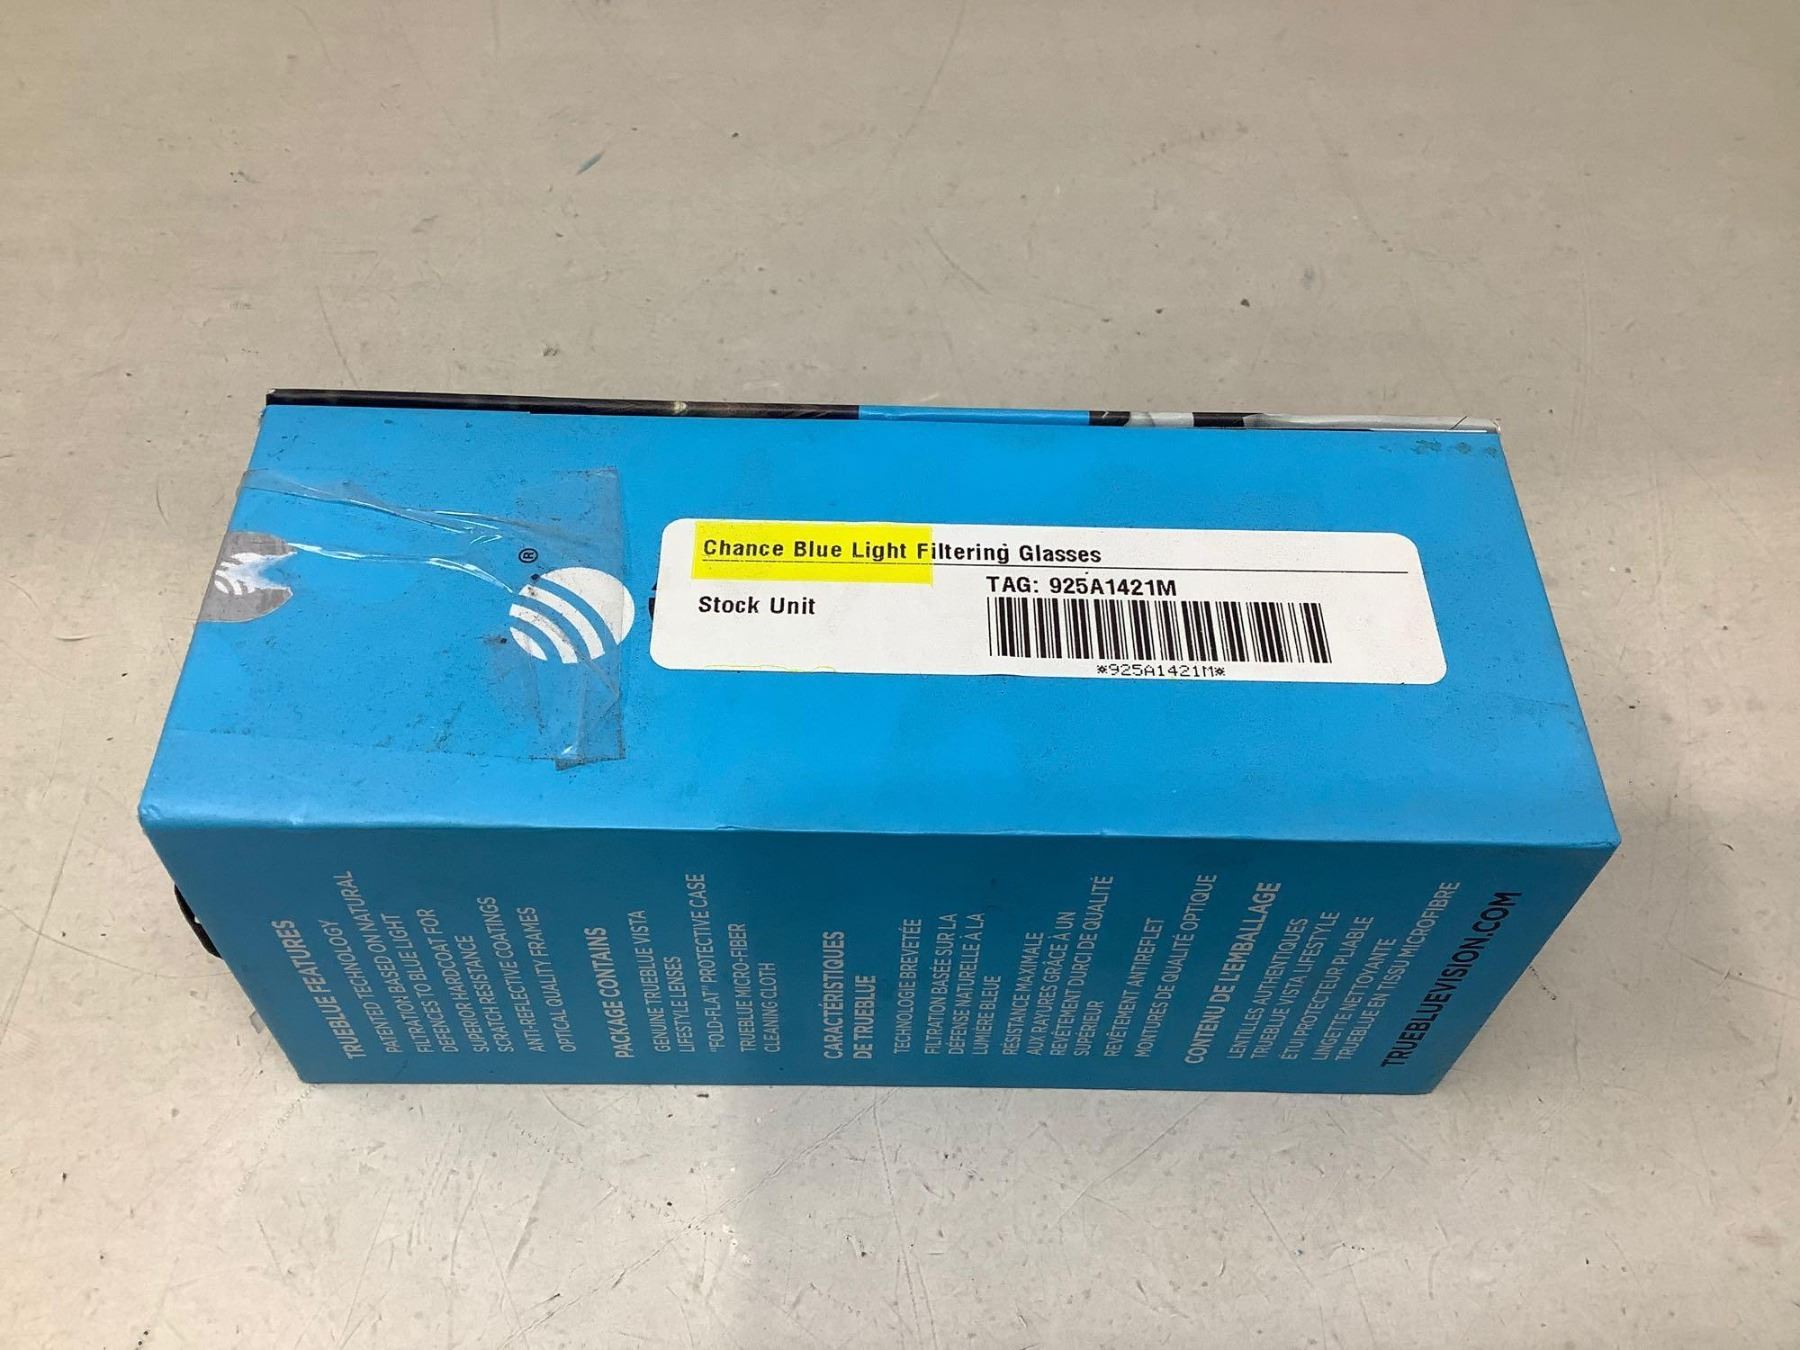 Chance Blue Light Filtering Glasses
TAG: 925A1421M
Stock Unit
*925A1421M*
®
TRUEBLUE FEATURES
PATENTED TECHNOLOGY
FILTRATION BASED ON NATURAL
DEFENCES TO BLUE LIGHT
SUPERIOR HARDCOAT FOR
SCRATCH RESISTANCE
ANTI-REFLECTIVE COATINGS
OPTICAL QUALITY FRAMES
PACKAGE CONTAINS
GENUINE TRUEBLUE VISTA
LIFESTYLE LENSES
"FOLD-FLAT" PROTECTIVE CASE
TRUEBLUE MICRO-FIBER
CLEANING CLOTH
CARACTÉRISTIQUES
DE TRUEBLUE
TECHNOLOGIE BREVETÉE
FILTRATION BASÉE SUR LA
DÉFENSE NATURELLE À LA
LUMIÈRE BLEUE
RESISTANCE MAXIMALE
AUX RAYURES GRÂCE À UN
REVÊTEMENT DURCI DE QUALITÉ
SUPÉRIEUR
REVÊTEMENT ANTIREFLET
MONTURES DE QUALITÉ OPTIQUE
CONTENU DE L'EMBALLAGE
LENTILLES AUTHENTIQUES
TRUEBLUE VISTA LIFESTYLE
ÉTUI PROTECTEUR PLIABLE
LINGETTE NETTOYANTE
TRUEBLUE EN TISSU MICROFIBRE
TRUEBLUEVISION.COM